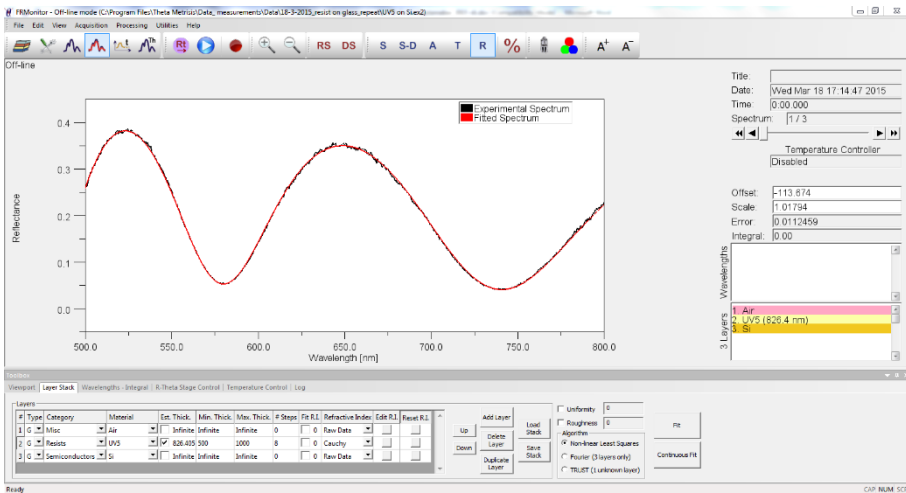 FRMonitor - Off-line mode (C:\Program Files\Theta Metrisis\Data_ measurements\Data\18-3-2015_resist on glass_repeat\UV5 on Si.ex2)
File Edit View Acquisition Processing Utilities Help
Rt RS DS S S-D A T R % A+ A-
Off-line
Title:
Date: Wed Mar 18 17:14:47 2015
Time: 0:00.000
Spectrum: 1 / 3
Temperature Controller
Disabled
Offset: -113.674
Scale: 1.01794
Error: 0.0112459
Integral: 0.00
Wavelengths
3 Layers
1. Air
2. UV5 (826.4 nm)
3. Si
Experimental Spectrum
Fitted Spectrum
Reflectance
0.4
0.3
0.2
0.1
0.0
500.0 550.0 600.0 650.0 700.0 750.0 800.0
Wavelength [nm]
Toolbox
Viewport Layer Stack Wavelengths - Integral R-Theta Stage Control Temperature Control Log
Layers
# Type Category Material Est. Thick. Min. Thick. Max. Thick. # Steps Fit R.I. Refractive Index Edit R.I. Reset R.I.
1 G Misc Air Infinite Infinite Infinite 0 0 Raw Data
2 G Resists UV5 826.405 500 1000 8 0 Cauchy
3 G Semiconductors Si Infinite Infinite Infinite 0 0 Raw Data
Up
Down
Add Layer
Delete Layer
Duplicate Layer
Load Stack
Save Stack
Uniformity 0
Roughness 0
Algorithm
Non-linear Least Squares
Fourier (3 layers only)
TRUST (1 unknown layer)
Fit
Continuous Fit
Ready
CAP NUM SC